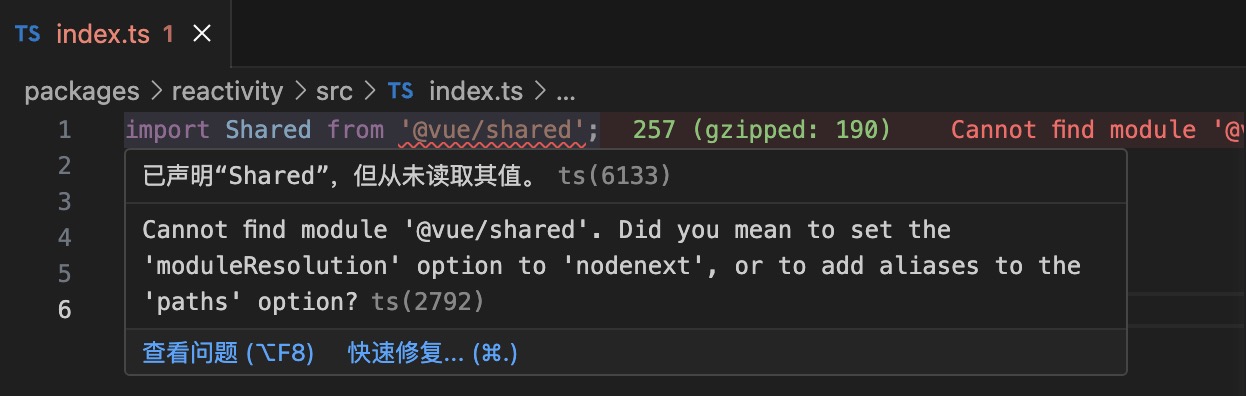 TS index.ts 1 ×
packages > reactivity > src > TS index.ts > ...
1 import Shared from '@vue/shared'; 257 (gzipped: 190) Cannot find module '@v
2 已声明“Shared”，但从未读取其值。 ts(6133)
3
Cannot find module '@vue/shared'. Did you mean to set the
4 'moduleResolution' option to 'nodenext', or to add aliases to the
5
6 'paths' option? ts(2792)
查看问题 (⌥F8) 快速修复... (⌘.)